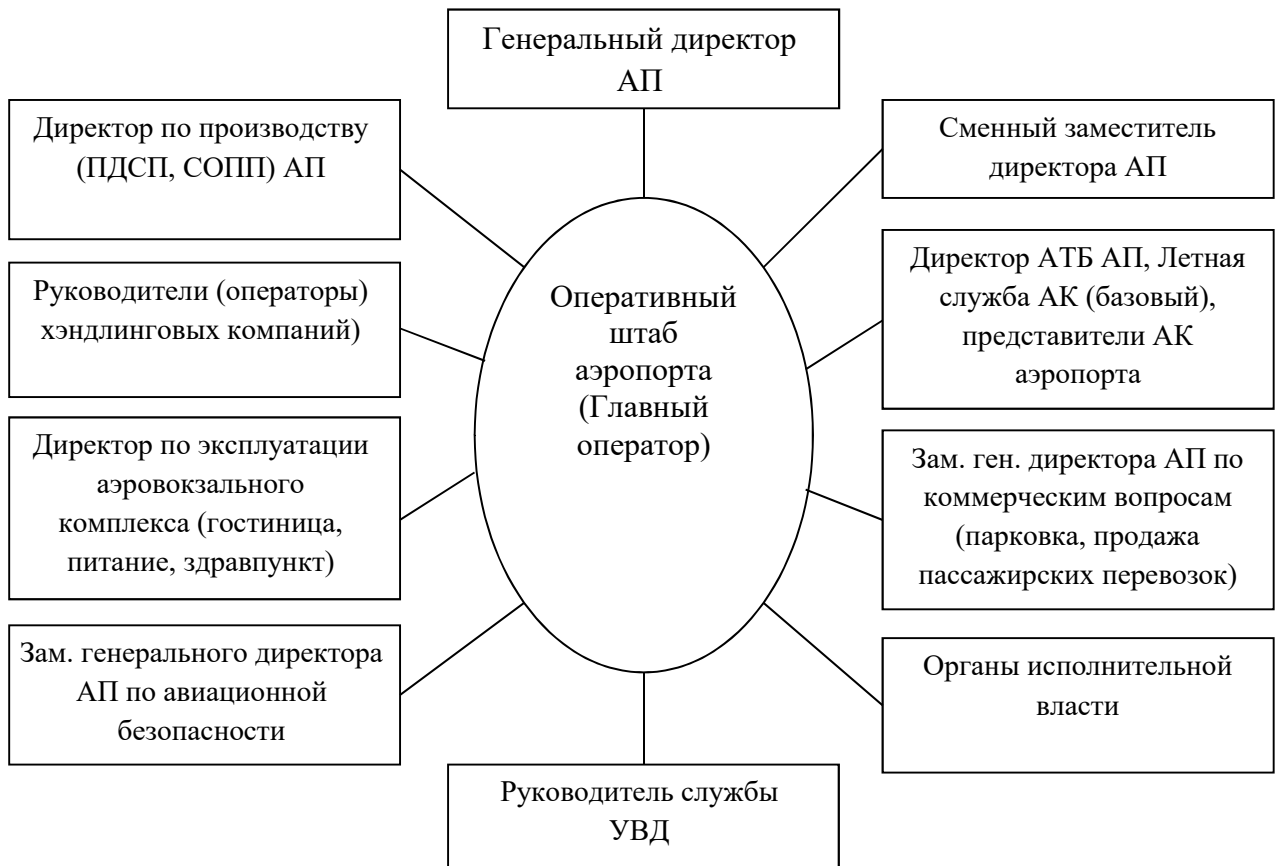 Генеральный директор
АП
Директор по производству
(ПДСП, СОПП) АП
Сменный заместитель
директора АП
Руководители (операторы)
хэндлинговых компаний)
Оперативный
штаб
аэропорта
(Главный
оператор)
Директор АТБ АП, Летная
служба АК (базовый),
представители АК
аэропорта
Директор по эксплуатации
аэровокзального
комплекса (гостиница,
питание, здравпункт)
Зам. ген. директора АП по
коммерческим вопросам
(парковка, продажа
пассажирских перевозок)
Зам. генерального директора
АП по авиационной
безопасности
Органы исполнительной
власти
Руководитель службы
УВД